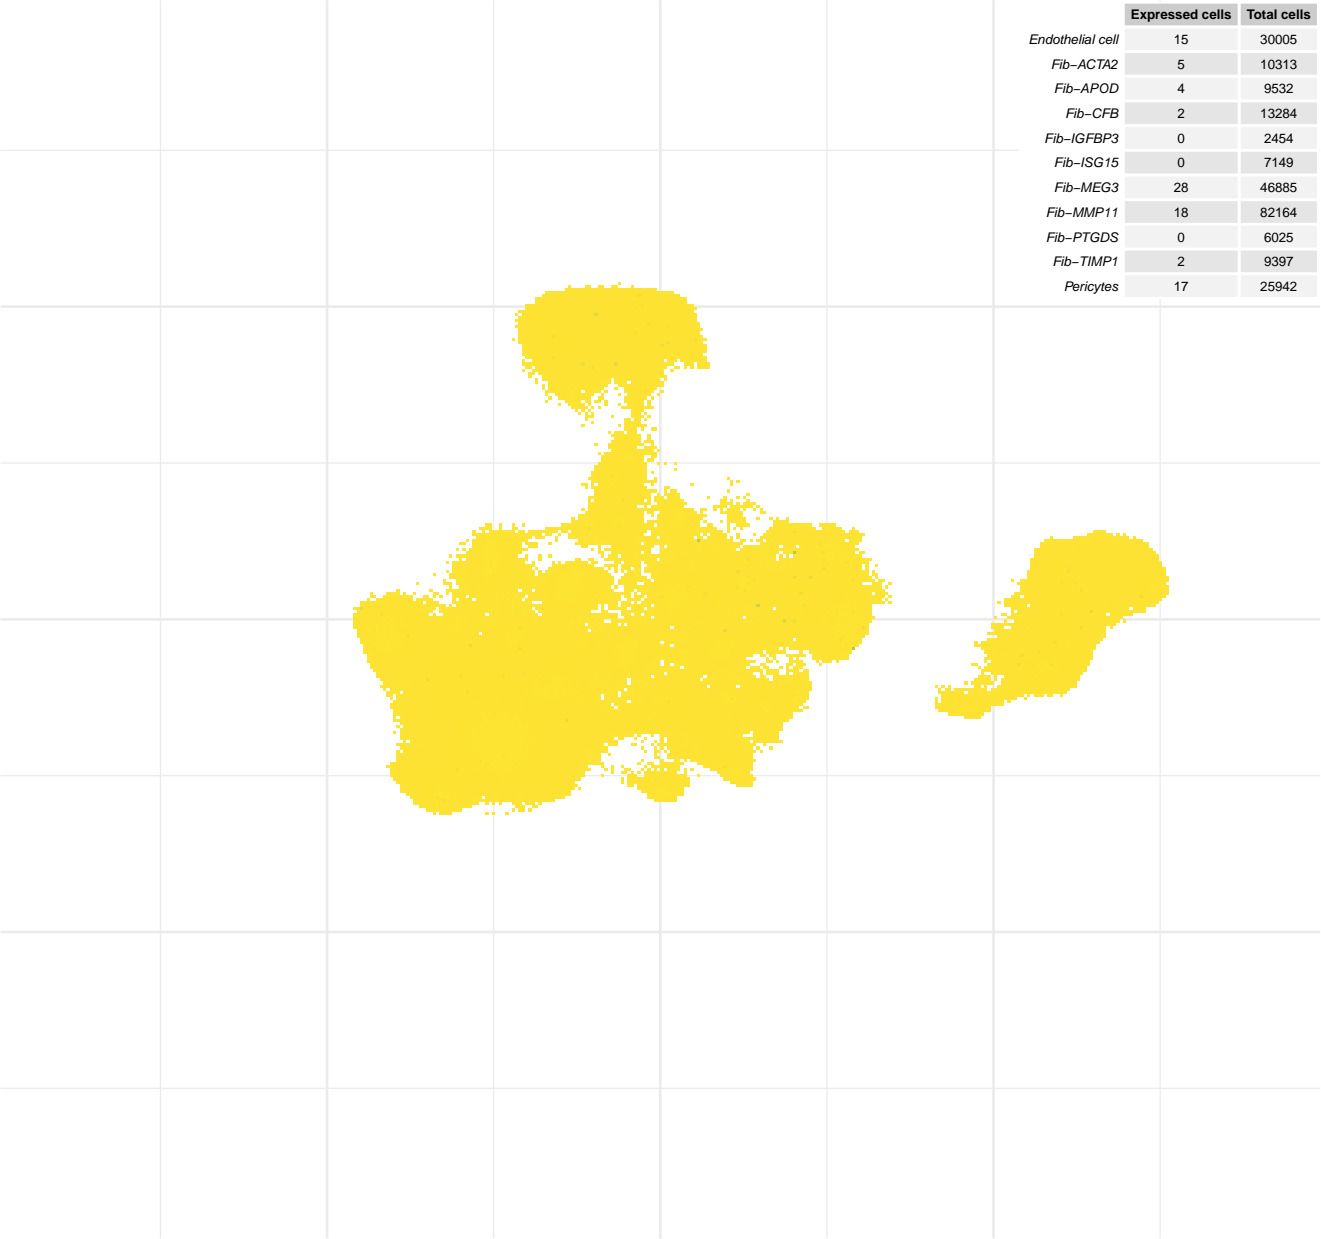 Expressed cells Total cells
Endothelial cell 15 30005
Fib−ACTA2 5 10313
Fib−APOD 4 9532
Fib−CFB 2 13284
Fib−IGFBP3 0 2454
Fib−ISG15 0 7149
Fib−MEG3 28 46885
Fib−MMP11 18 82164
Fib−PTGDS 0 6025
Fib−TIMP1 2 9397
Pericytes 17 25942